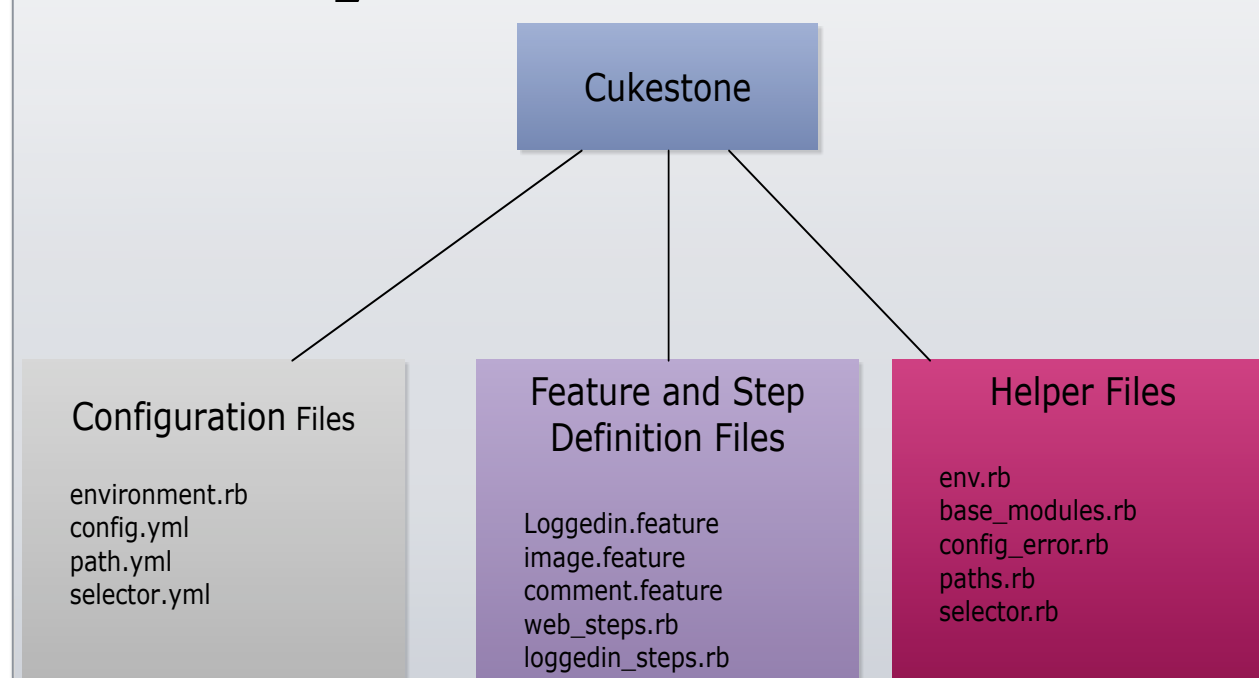 Cukestone
Configuration Files
environment.rb
config.yml
path.yml
selector.yml
Feature and Step
Definition Files
Loggedin.feature
image.feature
comment.feature
web_steps.rb
loggedin_steps.rb
Helper Files
env.rb
base_modules.rb
config_error.rb
paths.rb
selector.rb